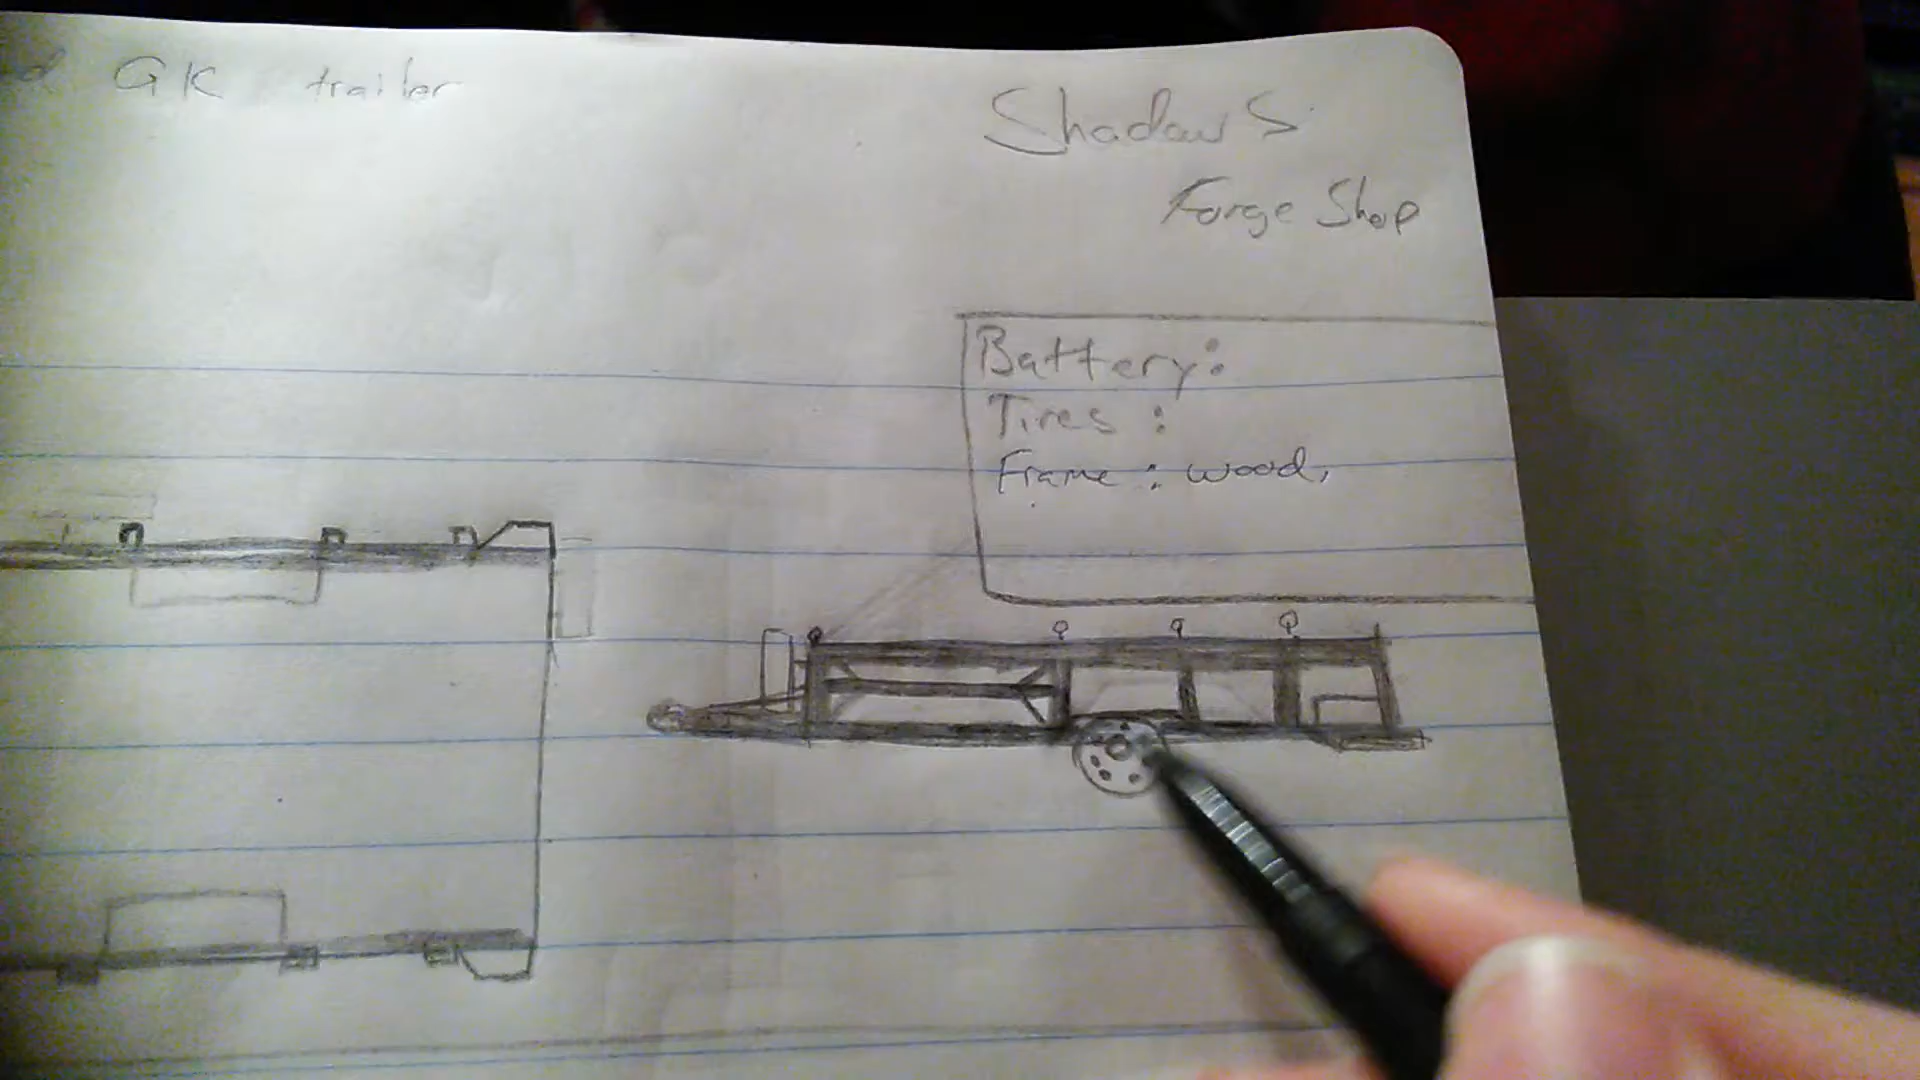 GK trailer
Shadow S
Forge Shop
Battery:
Tires :
Frame : wood,